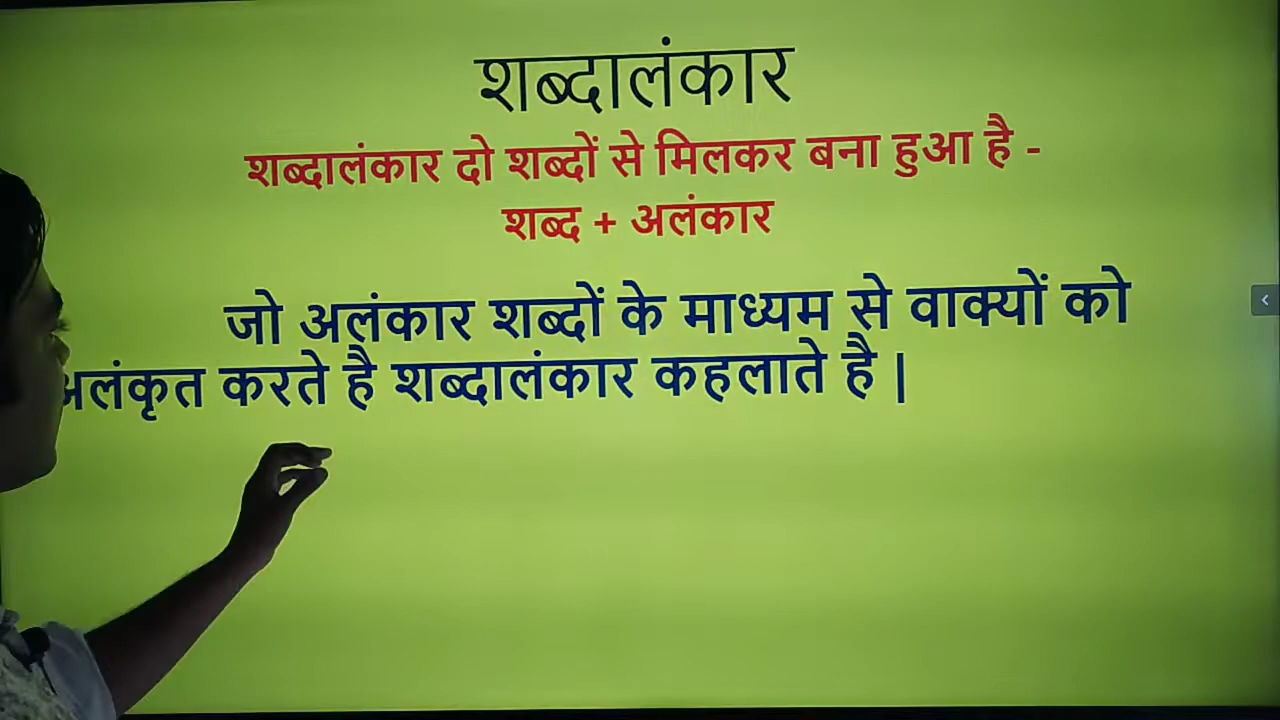 शब्दालंकार
शब्दालंकार दो शब्दों से मिलकर बना हुआ है -
शब्द + अलंकार
जो अलंकार शब्दों के माध्यम से वाक्यों को
अलंकृत करते है शब्दालंकार कहलाते है |